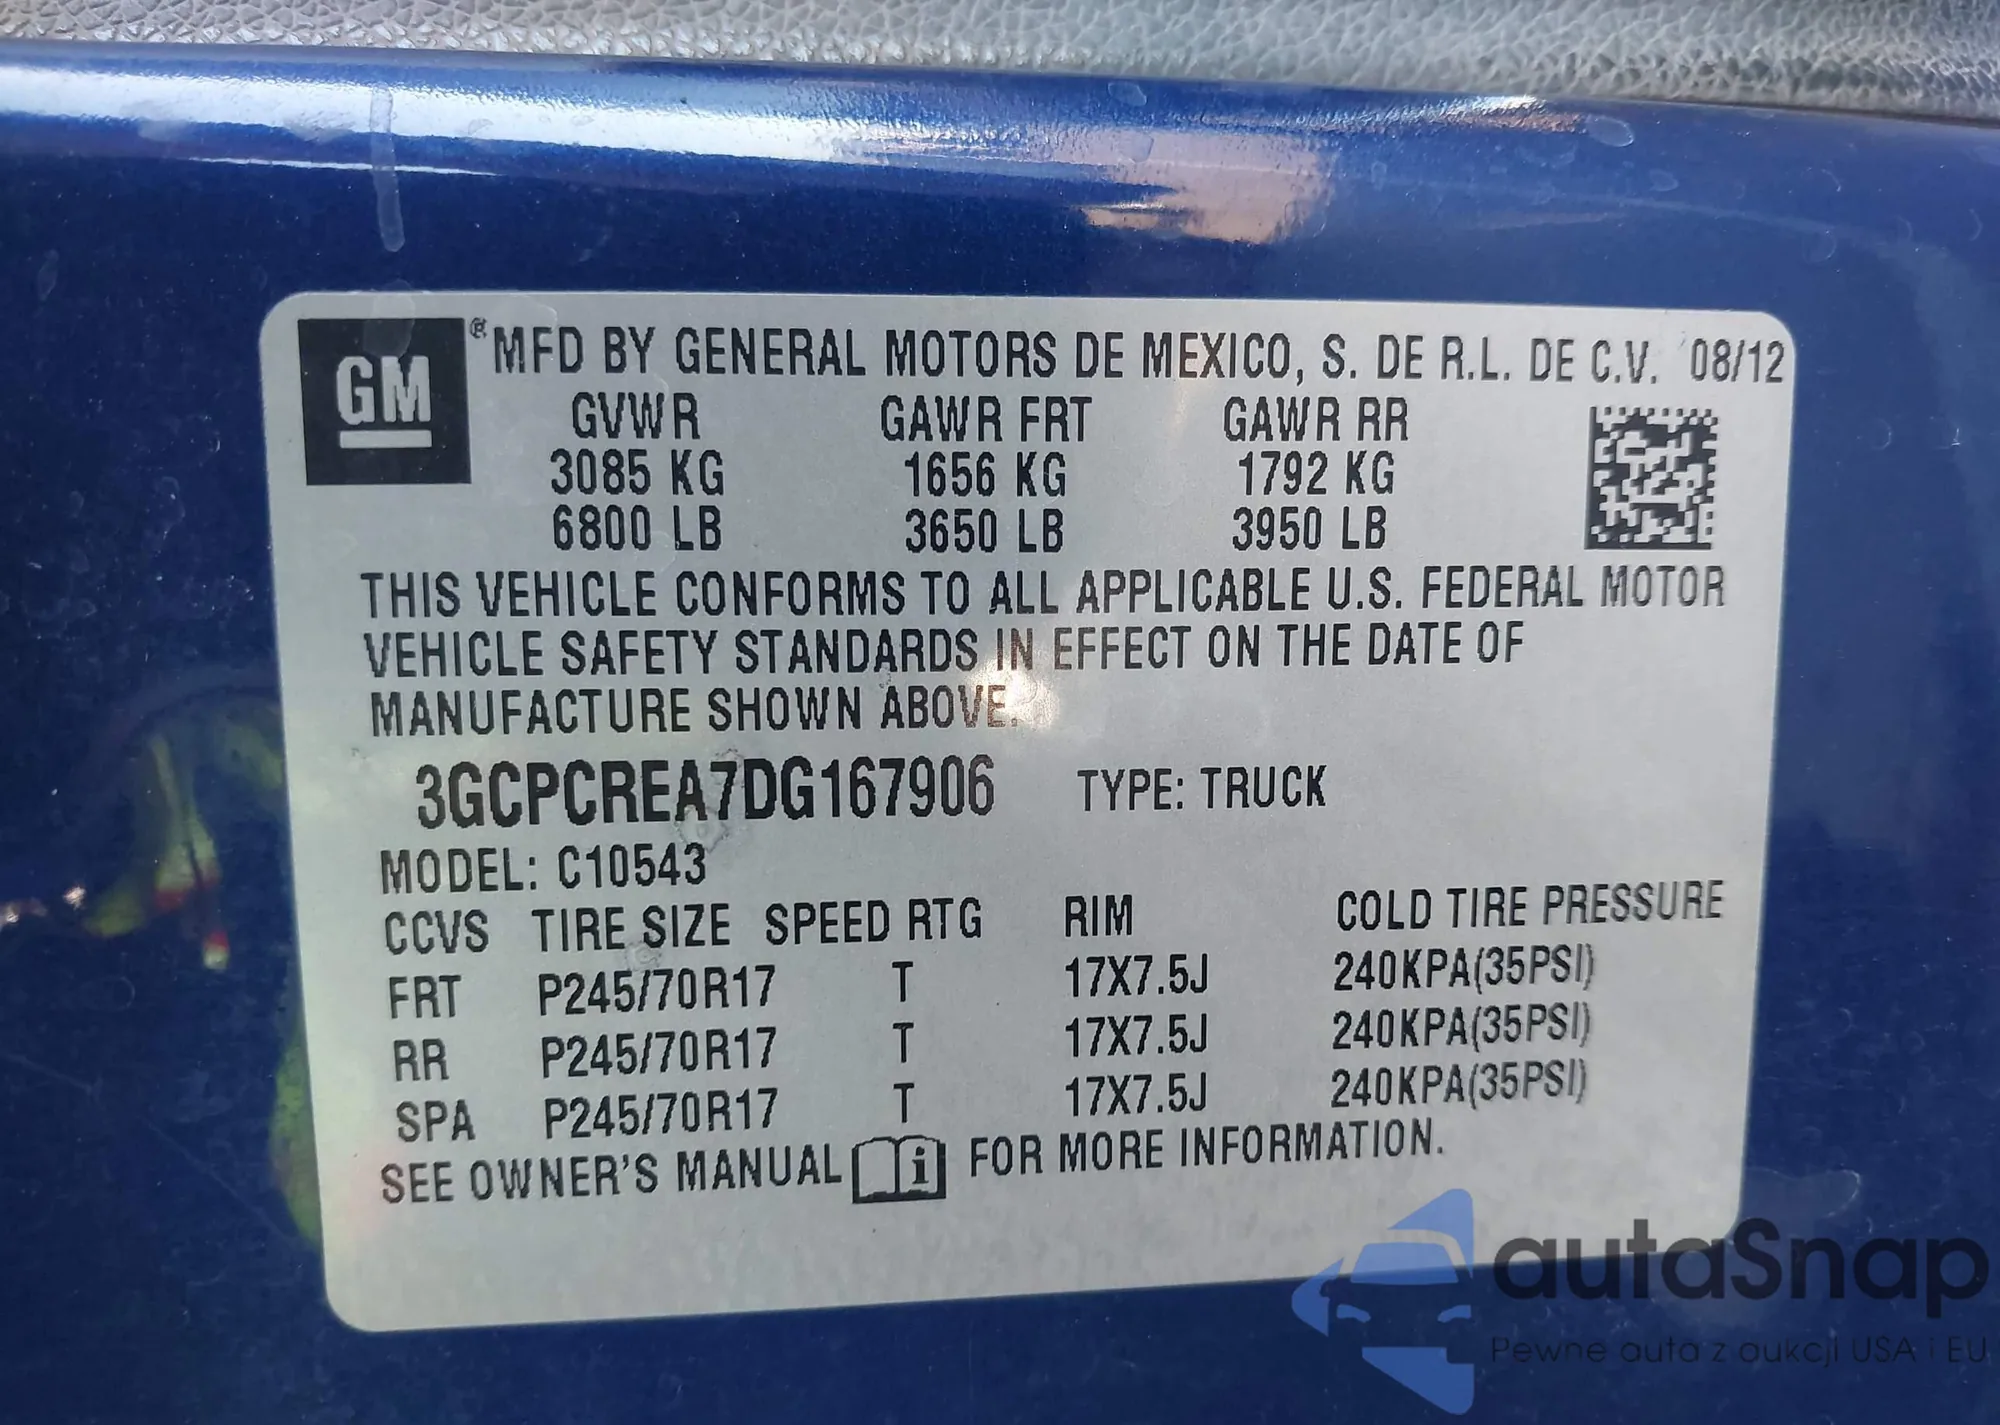 GM ® MFD BY GENERAL MOTORS DE MEXICO, S. DE R.L. DE C.V. 08/12
GVWR GAWR FRT GAWR RR
3085 KG 1656 KG 1792 KG
6800 LB 3650 LB 3950 LB
THIS VEHICLE CONFORMS TO ALL APPLICABLE U.S. FEDERAL MOTOR
VEHICLE SAFETY STANDARDS IN EFFECT ON THE DATE OF
MANUFACTURE SHOWN ABOVE.
3GCPCREA7DG167906 TYPE: TRUCK
MODEL: C10543
CCVS TIRE SIZE SPEED RTG RIM COLD TIRE PRESSURE
FRT P245/70R17 T 17X7.5J 240KPA(35PSI)
RR P245/70R17 T 17X7.5J 240KPA(35PSI)
SPA P245/70R17 T 17X7.5J 240KPA(35PSI)
SEE OWNER'S MANUAL i FOR MORE INFORMATION.
autaSnap
Pewne auta z aukcji USA i EU